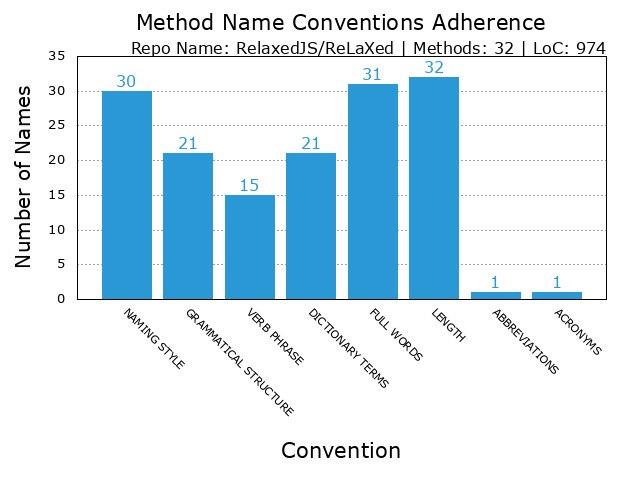 Method Name Conventions Adherence
Repo Name: RelaxedJS/ReLaXed | Methods: 32 | LoC: 974
Number of Names
35
30
25
20
15
10
5
0
30
21
15
21
31
32
1
1
NAMING STYLE
GRAMMATICAL STRUCTURE
VERB PHRASE
DICTIONARY TERMS
FULL WORDS
LENGTH
ABBREVIATIONS
ACRONYMS
Convention